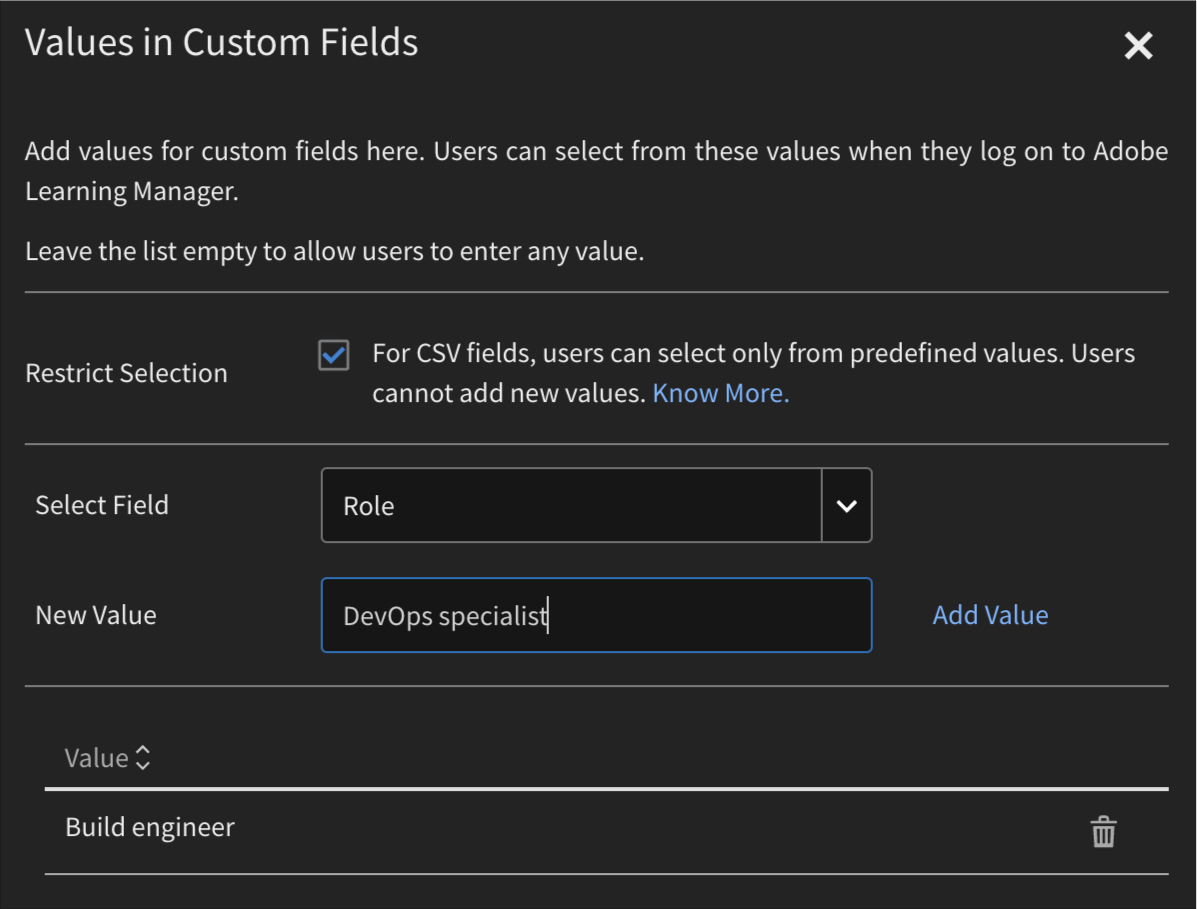 Values in Custom Fields
Add values for custom fields here. Users can select from these values when they log on to Adobe
Learning Manager.
Leave the list empty to allow users to enter any value.
Restrict Selection
For CSV fields, users can select only from predefined values. Users
cannot add new values. Know More.
Select Field
Role
New Value
DevOps specialist
Add Value
Value
Build engineer